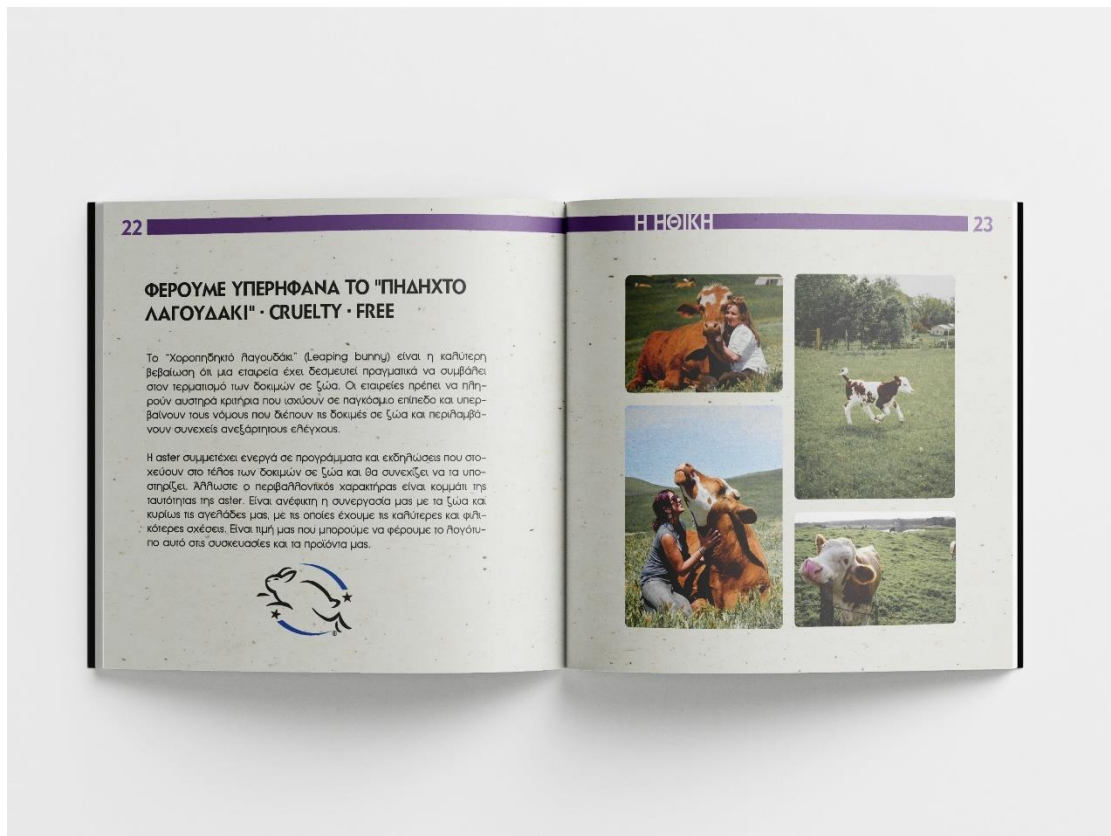 22
Η ΗΘΙΚΗ
23
ΦΕΡΟΥΜΕ ΥΠΕΡΗΦΑΝΑ ΤΟ "ΠΗΔΗΧΤΟ
ΛΑΓΟΥΔΑΚΙ" · CRUELTY · FREE
Το "Χοροπηδηκτό λαγουδάκι" (Leaping bunny) είναι η καλύτερη
βεβαίωση ότι μια εταιρεία έχει δεσμευτεί πραγματικά να συμβάλει
στον τερματισμό των δοκιμών σε ζώα. Οι εταιρείες πρέπει να πλη-
ρούν αυστηρά κριτήρια που ισχύουν σε παγκόσμιο επίπεδο και υπερ-
βαίνουν τους νόμους που διέπουν τις δοκιμές σε ζώα και περιλαμβά-
νουν συνεχείς ανεξάρτητους ελέγχους.
Η aster συμμετέχει ενεργά σε προγράμματα και εκδηλώσεις που στο-
χεύουν στο τέλος των δοκιμών σε ζώα και θα συνεχίζει να τα υπο-
στηρίζει. Άλλωστε ο περιβαλλοντικός χαρακτήρας είναι κομμάτι της
ταυτότητας της aster. Είναι ανέφικτη η συνεργασία μας με τα ζώα και
κυρίως τις αγελάδες μας, με τις οποίες έχουμε τις καλύτερες και φιλι-
κότερες σχέσεις. Είναι τιμή μας που μπορούμε να φέρουμε το λογότυ-
πο αυτό στις συσκευασίες και τα προϊόντα μας.